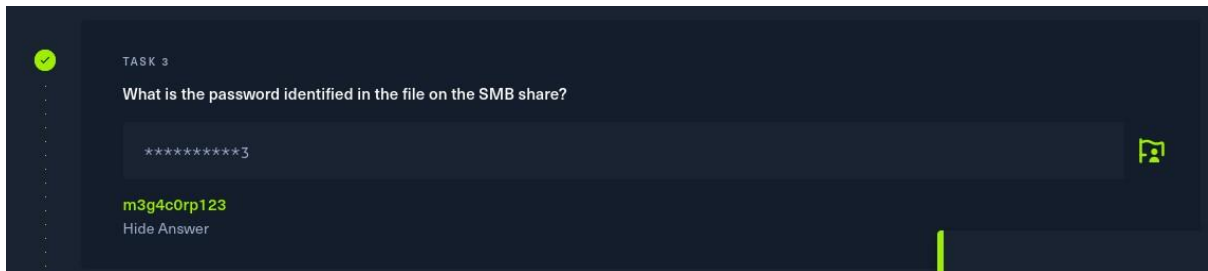 TASK 3
What is the password identified in the file on the SMB share?
**********3
m3g4c0rp123
Hide Answer